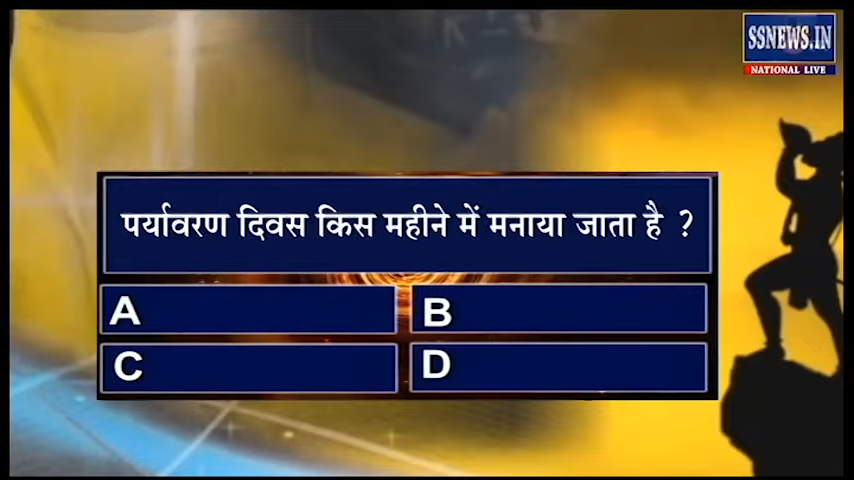 SSNEWS.IN
NATIONAL LIVE
पर्यावरण दिवस किस महीने में मनाया जाता है ?
A
B
C
D